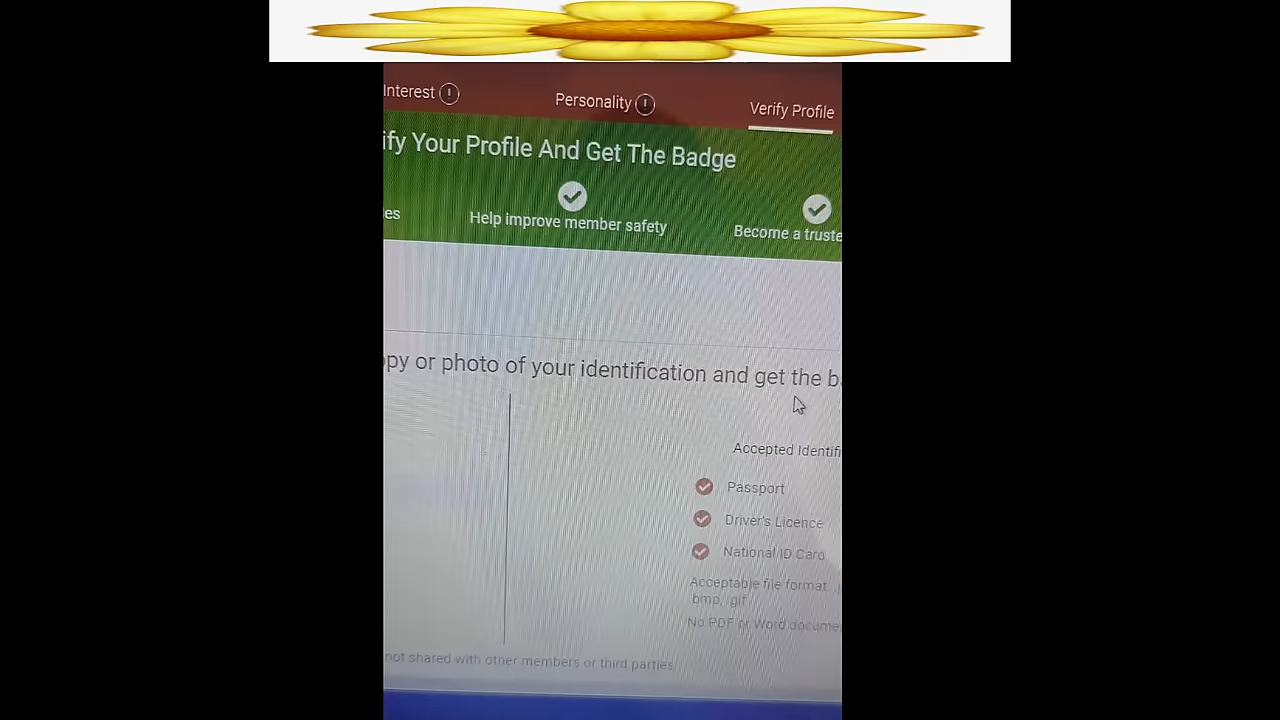 Interest
Personality
Verify Profile
ify Your Profile And Get The Badge
es
Help improve member safety
Become a truste
opy or photo of your identification and get the b
Accepted Identifi
Passport
Driver's Licence
National ID Card
Acceptable file format.
bmp, .gif
No PDF or Word docume
not shared with other members or third parties